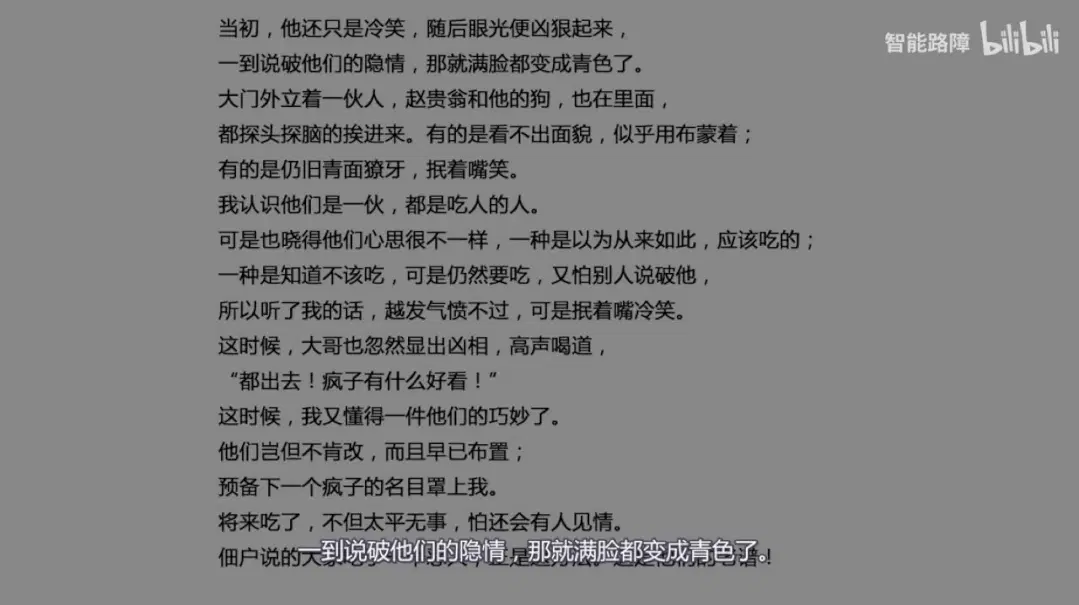 智能路障 bilibili
当初，他还只是冷笑，随后眼光便凶狠起来，
一到说破他们的隐情，那就满脸都变成青色了。
大门外立着一伙人，赵贵翁和他的狗，也在里面，
都探头探脑的挨进来。有的是看不出面貌，似乎用布蒙着；
有的是仍旧青面獠牙，抿着嘴笑。
我认识他们是一伙，都是吃人的人。
可是也晓得他们心思很不一样，一种是以为从来如此，应该吃的；
一种是知道不该吃，可是仍然要吃，又怕别人说破他，
所以听了我的话，越发气愤不过，可是抿着嘴冷笑。
这时候，大哥也忽然显出凶相，高声喝道，
“都出去！疯子有什么好看！”
这时候，我又懂得一件他们的巧妙了。
他们岂但不肯改，而且早已布置；
预备下一个疯子的名目罩上我。
将来吃了，不但太平无事，怕还会有人见情。
佃户说的大家吃了
一到说破他们的隐情，那就满脸都变成青色了。